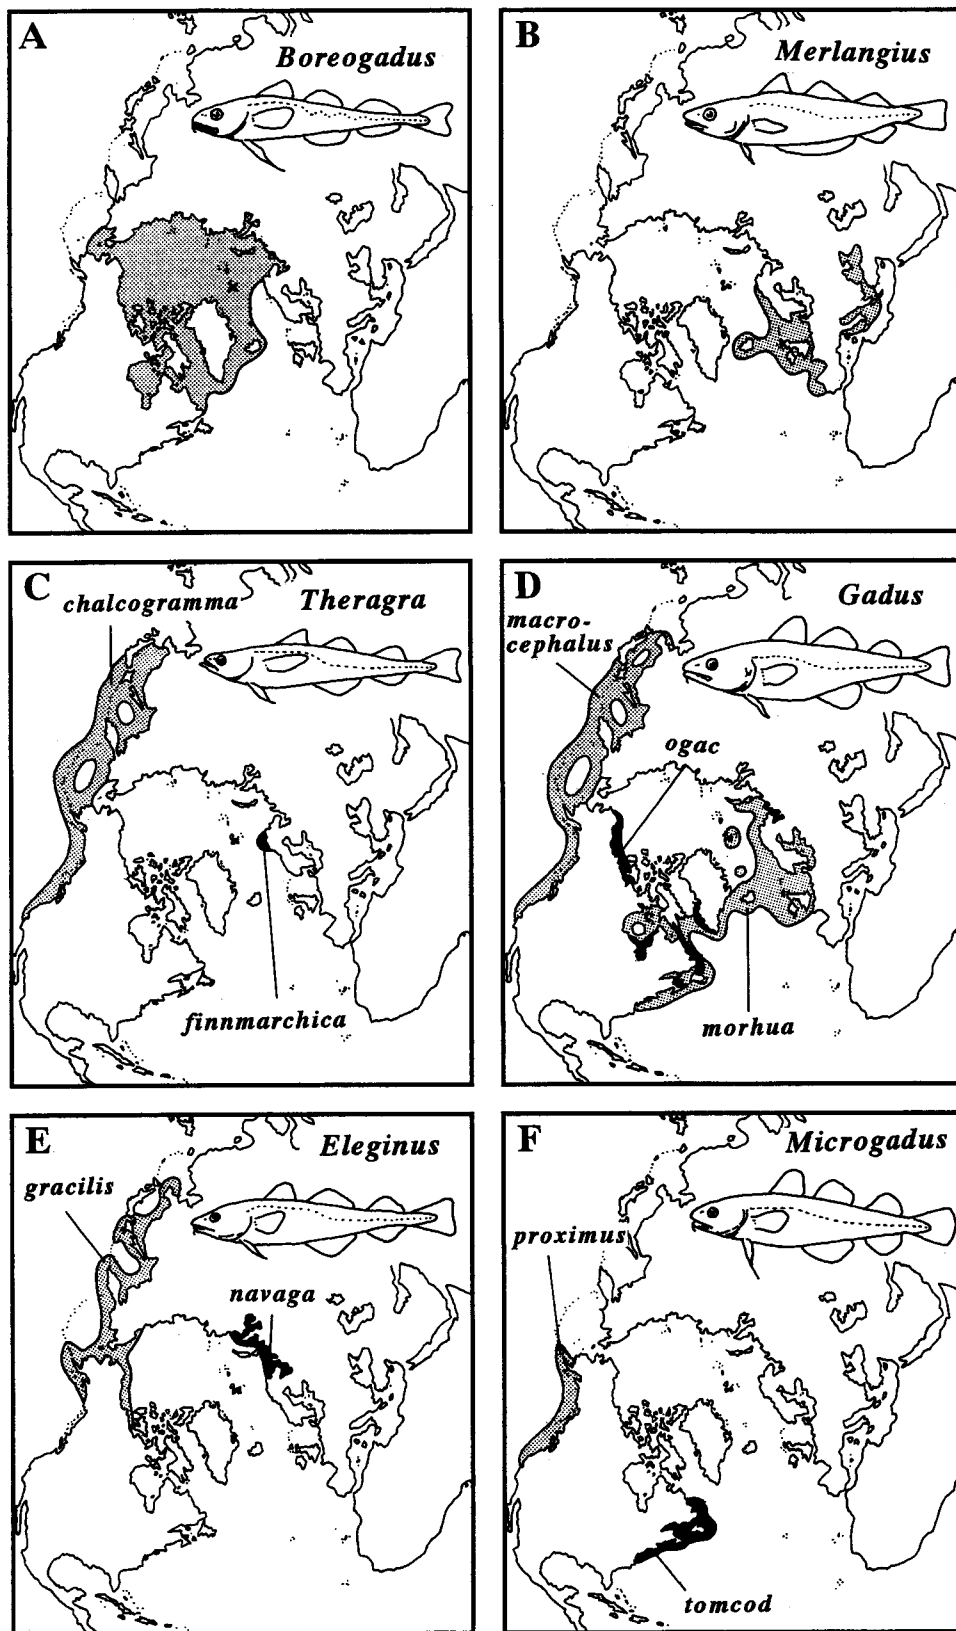 A
Boreogadus
B
Merlangius
C
chalcogramma
Theragra
finnmarchica
D
Gadus
macro-
cephalus
ogac
morhua
E
Eleginus
gracilis
navaga
F
Microgadus
proximus
tomcod